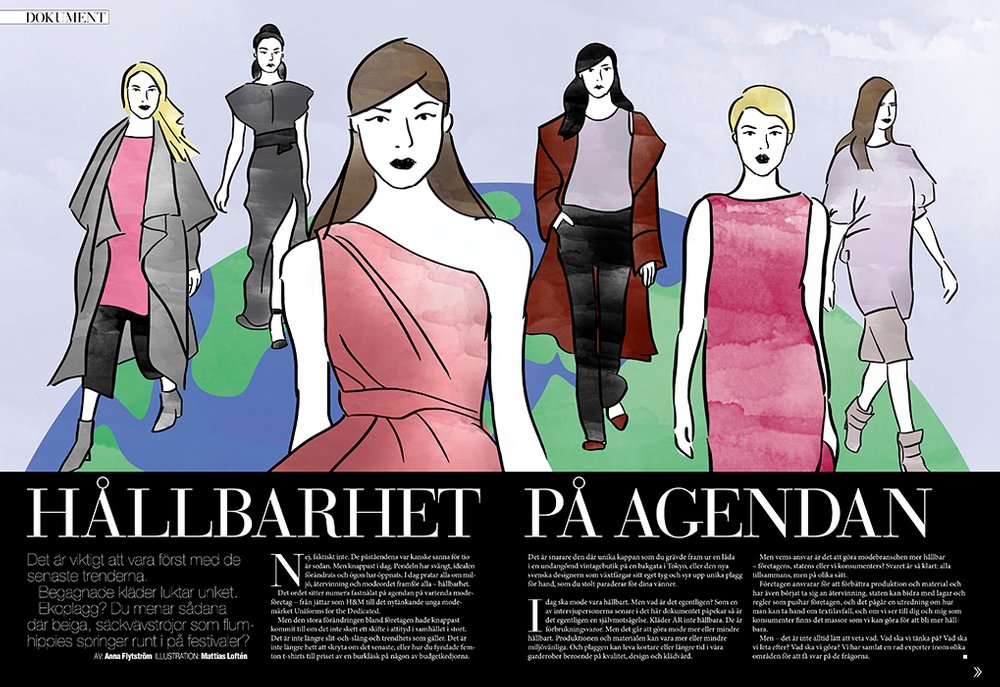 DOKUMENT
HÅLLBARHET PÅ AGENDAN
Det är viktigt att vara först med de
senaste trenderna.
Begagnade kläder luktar unket.
Ekoplagg? Du menar sådana
där beiga, säckvävströjor som flum-
hippies springer runt i på festivaler?
AV: Anna Flytström ILLUSTRATION: Mattias Loftén
Nej, faktiskt inte. De påståendena var kanske sanna för tio
år sedan. Men knappast i dag. Pendeln har svängt, idealen
förändrats och ögon har öppnats. I dag pratar alla om mil-
jö, återvinning och modeordet framför alla – hållbarhet.
Det ordet sitter numera fastnålat på agendan på vartenda mode-
företag – från jättar som H&M till det nytänkande unga mode-
märket Uniforms for the Dedicated.
Men den stora förändringen bland företagen hade knappast
kommit till om det inte skett ett skifte i attityd i samhället i stort.
Det är inte längre slit-och-släng och trendhets som gäller. Det är
inte längre hett att skryta om det senaste, eller hur du fyndade fem
ton t-shirts till priset av en burkläsk på någon av budgetkedjorna.
Det är snarare den där unika kappan som du grävde fram ur en låda
i en undangömd vintagebutik på en bakgata i Tokyo, eller den nya
svenska designern som växtfärgar sitt eget tyg och syr upp unika plagg
för hand, som du stolt paraderar för dina vänner.
I dag ska mode vara hållbart. Men vad är det egentligen? Som en
av intervjupersonerna senare i det här dokumentet påpekar så är
det egentligen en självmotsägelse. Kläder ÄR inte hållbara. De är
förbrukningsvaror. Men det går att göra mode mer eller mindre
hållbart. Produktionen och materialen kan vara mer eller mindre
miljövänliga. Och plaggen kan leva kortare eller längre tid i våra
garderober beroende på kvalitet, design och klädvård.
Men vems ansvar är det att göra modebranschen mer hållbar
– företagens, statens eller vi konsumenters? Svaret är så klart: alla
tillsammans, men på olika sätt.
Företagen ansvarar för att förbättra produktion och material och
har även börjat ta sig an återvinning, staten kan bidra med lagar och
regler som pushar företagen, och det pågår en utredning om hur
man kan ta hand om textilavfall, och om vi ser till dig och mig som
konsumenter finns det massor som vi kan göra för att bli mer håll-
bara.
Men – det är inte alltid lätt att veta vad. Vad ska vi tänka på? Vad ska
vi leta efter? Vad ska vi göra? Vi har samlat en rad experter inom olika
områden för att få svar på de frågorna.